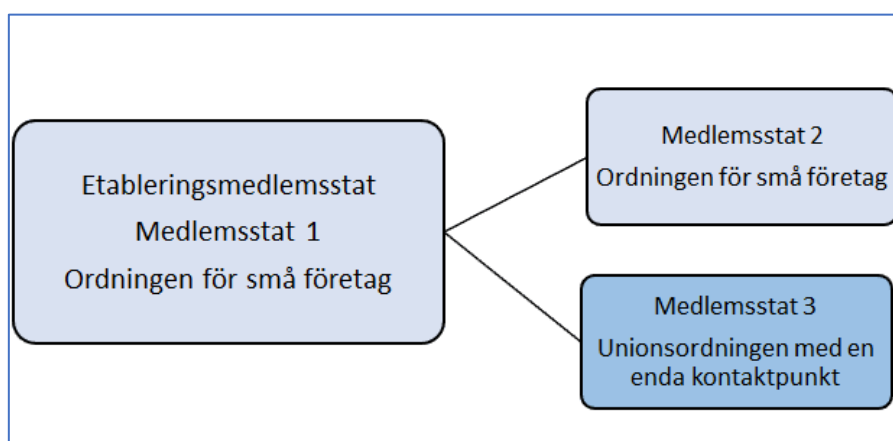 Etableringsmedlemsstat
Medlemsstat 1
Ordningen för små företag
Medlemsstat 2
Ordningen för små företag
Medlemsstat 3
Unionsordningen med en
enda kontaktpunkt